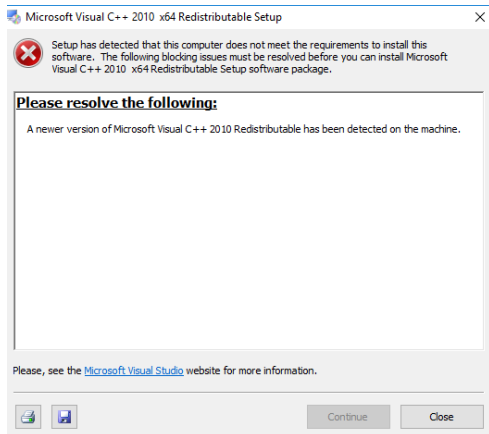 Microsoft Visual C++ 2010 x64 Redistributable Setup
Setup has detected that this computer does not meet the requirements to install this
software. The following blocking issues must be resolved before you can install Microsoft
Visual C++ 2010 x64 Redistributable Setup software package.
Please resolve the following:
A newer version of Microsoft Visual C++ 2010 Redistributable has been detected on the machine.
Please, see the Microsoft Visual Studio website for more information.
Continue
Close